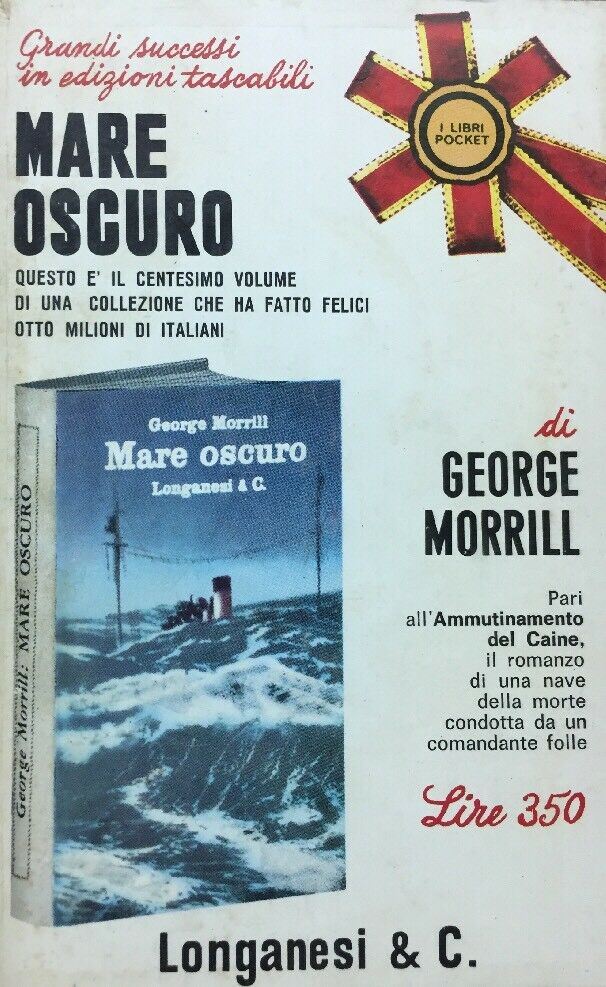 Grandi successi
in edizioni tascabili
I LIBRI
POCKET
MARE
OSCURO
QUESTO E' IL CENTESIMO VOLUME
DI UNA COLLEZIONE CHE HA FATTO FELICI
OTTO MILIONI DI ITALIANI
George Morrill
Mare oscuro
Longanesi & C.
George Morrill: MARE OSCURO
di
GEORGE
MORRILL
Pari
all'Ammutinamento
del Caine,
il romanzo
di una nave
della morte
condotta da un
comandante folle
Lire 350
Longanesi & C.